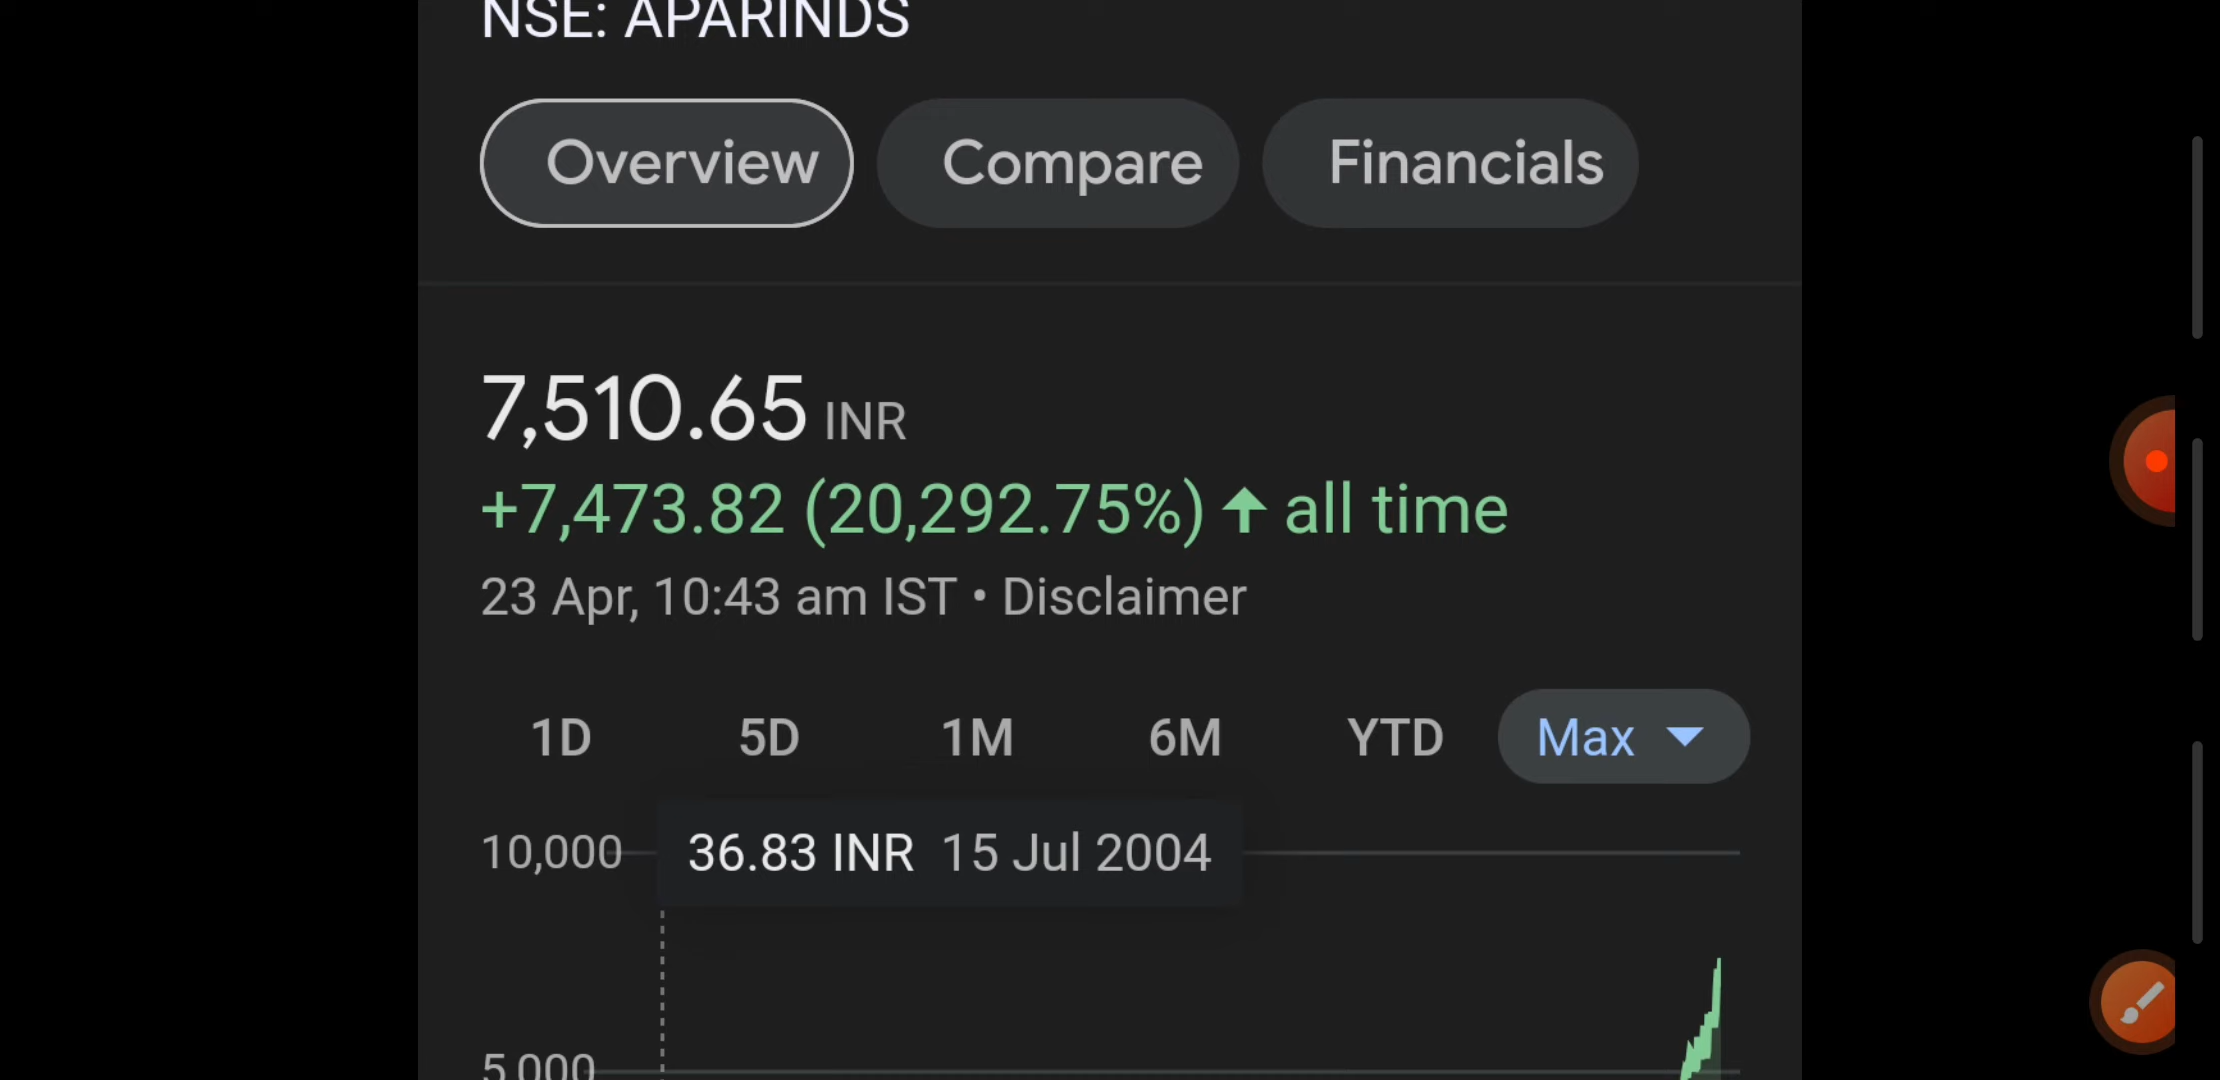 NSE: APARINDS
Overview Compare Financials
7,510.65 INR
+7,473.82 (20,292.75%) ↑ all time
23 Apr, 10:43 am IST • Disclaimer
1D 5D 1M 6M YTD Max
10,000 36.83 INR 15 Jul 2004
5,000